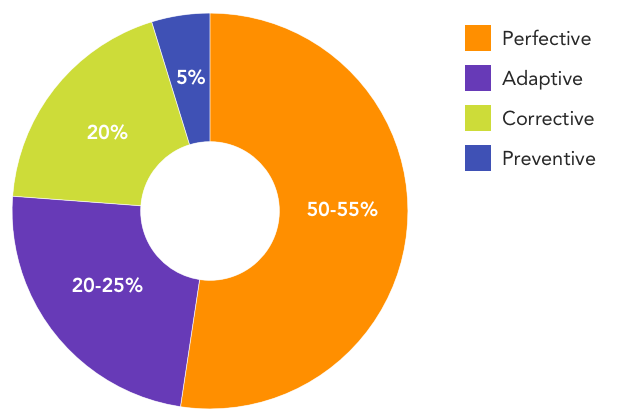 5%
20%
50-55%
20-25%
Perfective
Adaptive
Corrective
Preventive